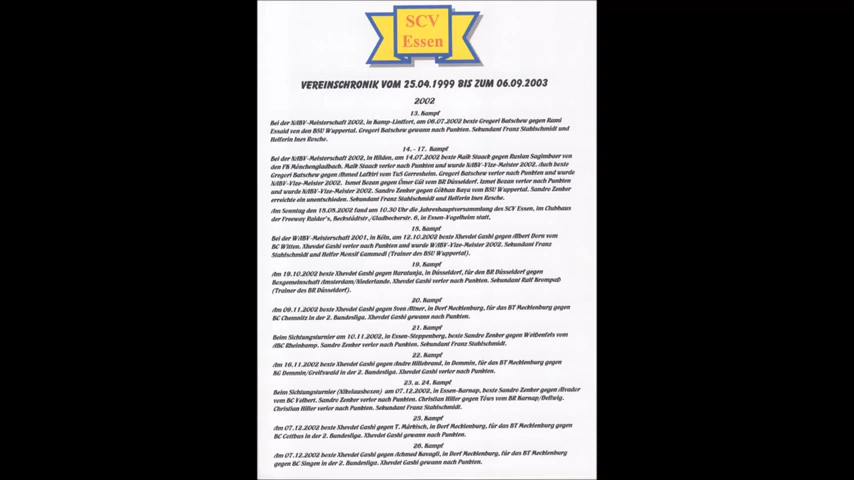 SCV
Essen
VEREINSCHRONIK VOM 25.04.1999 BIS ZUM 06.09.2003
2002
13. Kampf
Bei der NABV-Meisterschaft 2002, in Kamp-Lintfort, am 06.07.2002 boxte Gregori Batschew gegen Rami
Essaid von den BSU Wuppertal. Gregori Batschew gewann nach Punkten. Sekundant Franz Stahlschmidt und
Helferin Ines Resche.
14. - 17. Kampf
Bei der NABV-Meisterschaft 2002, in Hilden, am 14.07.2002 boxte Maik Staack gegen Ruslan Sagimbaer von
den FK Mönchengladbach. Maik Staack verlor nach Punkten und wurde NABV-Vize-Meister 2002. Auch boxte
Gregori Batschew gegen Ahmed Lafkiri vom TuS Gerresheim. Gregori Batschew verlor nach Punkten und wurde
NABV-Vize-Meister 2002. Ismet Bozan gegen Ömer Gül vom BR Düsseldorf. Ismet Bozan verlor nach Punkten
und wurde NABV-Vize-Meister 2002. Sandro Zenker gegen Gökhan Kaya vom BSU Wuppertal. Sandro Zenker
erreichte ein unentschieden. Sekundant Franz Stahlschmidt und Helferin Ines Resche.
Am Sonntag den 18.08.2002 fand um 10.30 Uhr die Jahreshauptversammlung des SCV Essen, im Clubhaus
der Freeway Raider's, Beckstädtstr./Gladbeckerstr. 6, in Essen-Vogelheim statt.
18. Kampf
Bei der WABV-Meisterschaft 2001, in Köln, am 12.10.2002 boxte Xhevdet Gashi gegen Albert Dorn vom
BC Witten. Xhevdet Gashi verlor nach Punkten und wurde WABV-Vize-Meister 2002. Sekundant Franz
Stahlschmidt und Helfer Monsif Gammodi (Trainer des BSU Wuppertal).
19. Kampf
Am 19.10.2002 boxte Xhevdet Gashi gegen Haratunja, in Düsseldorf, für den BR Düsseldorf gegen
Boxgemeinschaft Amsterdam/Niederlande. Xhevdet Gashi verlor nach Punkten. Sekundant Ralf Krompaß
(Trainer des BR Düsseldorf).
20. Kampf
Am 09.11.2002 boxte Xhevdet Gashi gegen Sven Altner, in Dorf Mecklenburg, für das BT Mecklenburg gegen
BC Chemnitz in der 2. Bundesliga. Xhevdet Gashi gewann nach Punkten.
21. Kampf
Beim Sichtungsturnier am 10.11.2002, in Essen-Stoppenberg, boxte Sandro Zenker gegen Weißenfels vom
ABC Rheinkamp. Sandro Zenker verlor nach Punkten. Sekundant Franz Stahlschmidt.
22. Kampf
Am 16.11.2002 boxte Xhevdet Gashi gegen Andre Hillebrand, in Demmin, für das BT Mecklenburg gegen
KG Demmin/Greifswald in der 2. Bundesliga. Xhevdet Gashi verlor nach Punkten.
23. u. 24. Kampf
Beim Sichtungsturnier (Nikolausboxen) am 07.12.2002, in Essen-Karnap, boxte Sandro Zenker gegen Alvader
vom BC Velbert. Sandro Zenker verlor nach Punkten. Christian Hiller gegen Töws vom BR Karnap/Dellwig.
Christian Hiller verlor nach Punkten. Sekundant Franz Stahlschmidt.
25. Kampf
Am 07.12.2002 boxte Xhevdet Gashi gegen T. Märkisch, in Dorf Mecklenburg, für das BT Mecklenburg gegen
BC Cottbus in der 2. Bundesliga. Xhevdet Gashi gewann nach Punkten.
26. Kampf
Am 07.12.2002 boxte Xhevdet Gashi gegen Achmed Kavagli, in Dorf Mecklenburg, für das BT Mecklenburg
gegen BC Singen in der 2. Bundesliga. Xhevdet Gashi gewann nach Punkten.